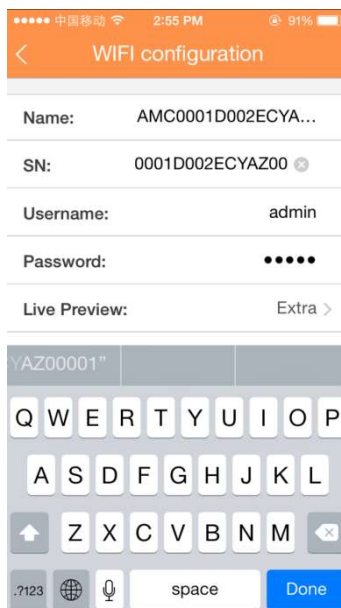 中国移动 2:55 PM 91%
WIFI configuration
Name: AMC0001D002ECYA...
SN: 0001D002ECYAZ00
Username: admin
Password: •••••
Live Preview: Extra >
YAZ00001"
Q W E R T Y U I O P
A S D F G H J K L
Z X C V B N M
.?123 space Done